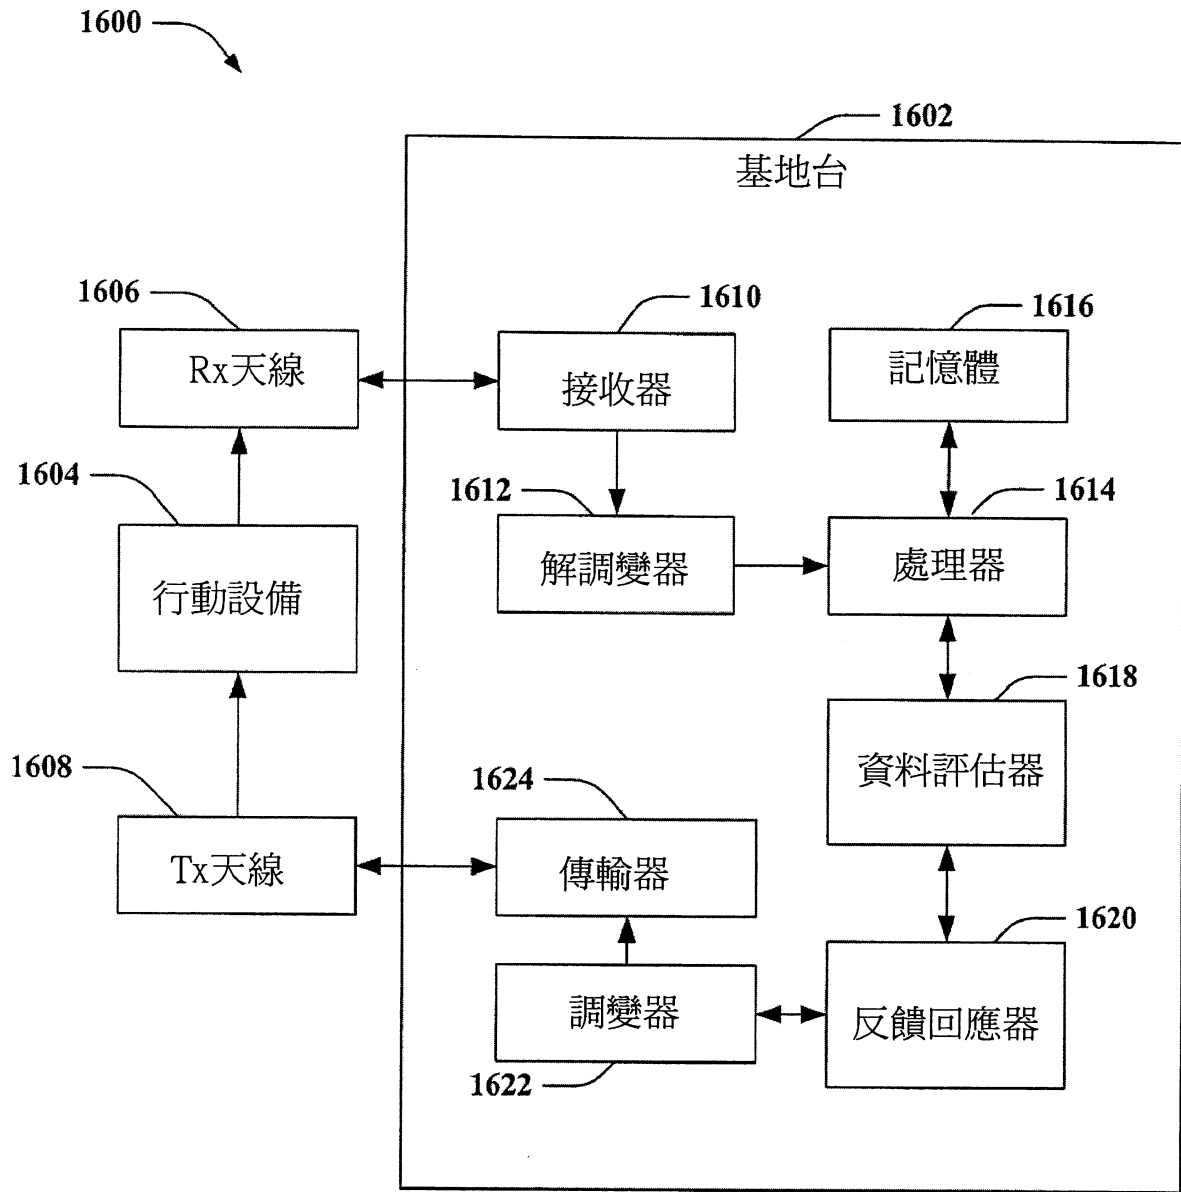 1600
1602
基地台
1606
1610
1616
Rx天線
接收器
記憶體
1604
1612
1614
行動設備
解調變器
處理器
1618
1608
1624
資料評估器
Tx天線
傳輸器
1620
調變器
反饋回應器
1622